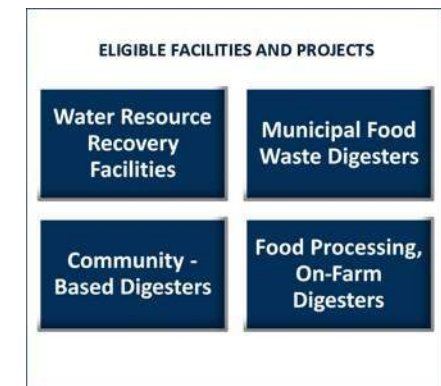 ELIGIBLE FACILITIES AND PROJECTS
Water Resource
Recovery
Facilities
Municipal Food
Waste Digesters
Community -
Based Digesters
Food Processing,
On-Farm
Digesters